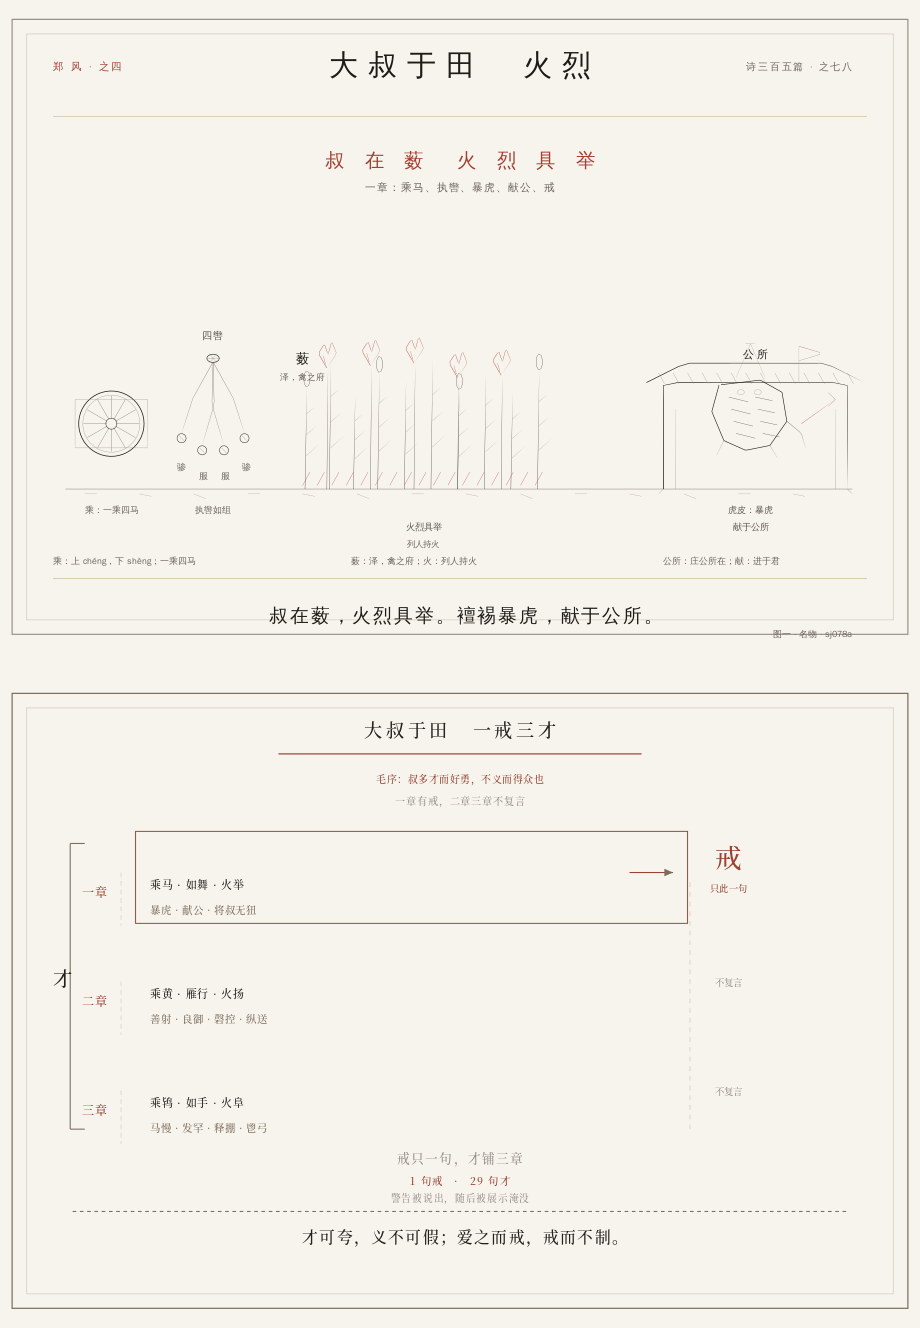 郑 风 · 之四
大叔于田　火烈
诗三百五篇 · 之七八
叔 在 薮　火 烈 具 举
一章：乘马、执辔、暴虎、献公、戒
四辔
薮
泽，禽之府
公 所
骖
骖
服 服
乘：一乘四马
执辔如组
虎皮：暴虎
火烈具举
献于公所
列人持火
乘：上 chéng，下 shèng；一乘四马
薮：泽，禽之府；火：列人持火
公所：庄公所在；献：进于君
叔在薮，火烈具举。襢裼暴虎，献于公所。
图一 · 名物 · sj078a
大叔于田　一戒三才
毛序：叔多才而好勇，不义而得众也
一章有戒，二章三章不复言
戒
只此一句
一章
乘马 · 如舞 · 火举
暴虎 · 献公 · 将叔无狃
才
二章
乘黄 · 雁行 · 火扬
善射 · 良御 · 磬控 · 纵送
不复言
三章
乘鸨 · 如手 · 火阜
马慢 · 发罕 · 释掤 · 鬯弓
不复言
戒只一句，才铺三章
1 句戒 · 29 句才
警告被说出，随后被展示淹没
才可夸，义不可假；爱之而戒，戒而不制。